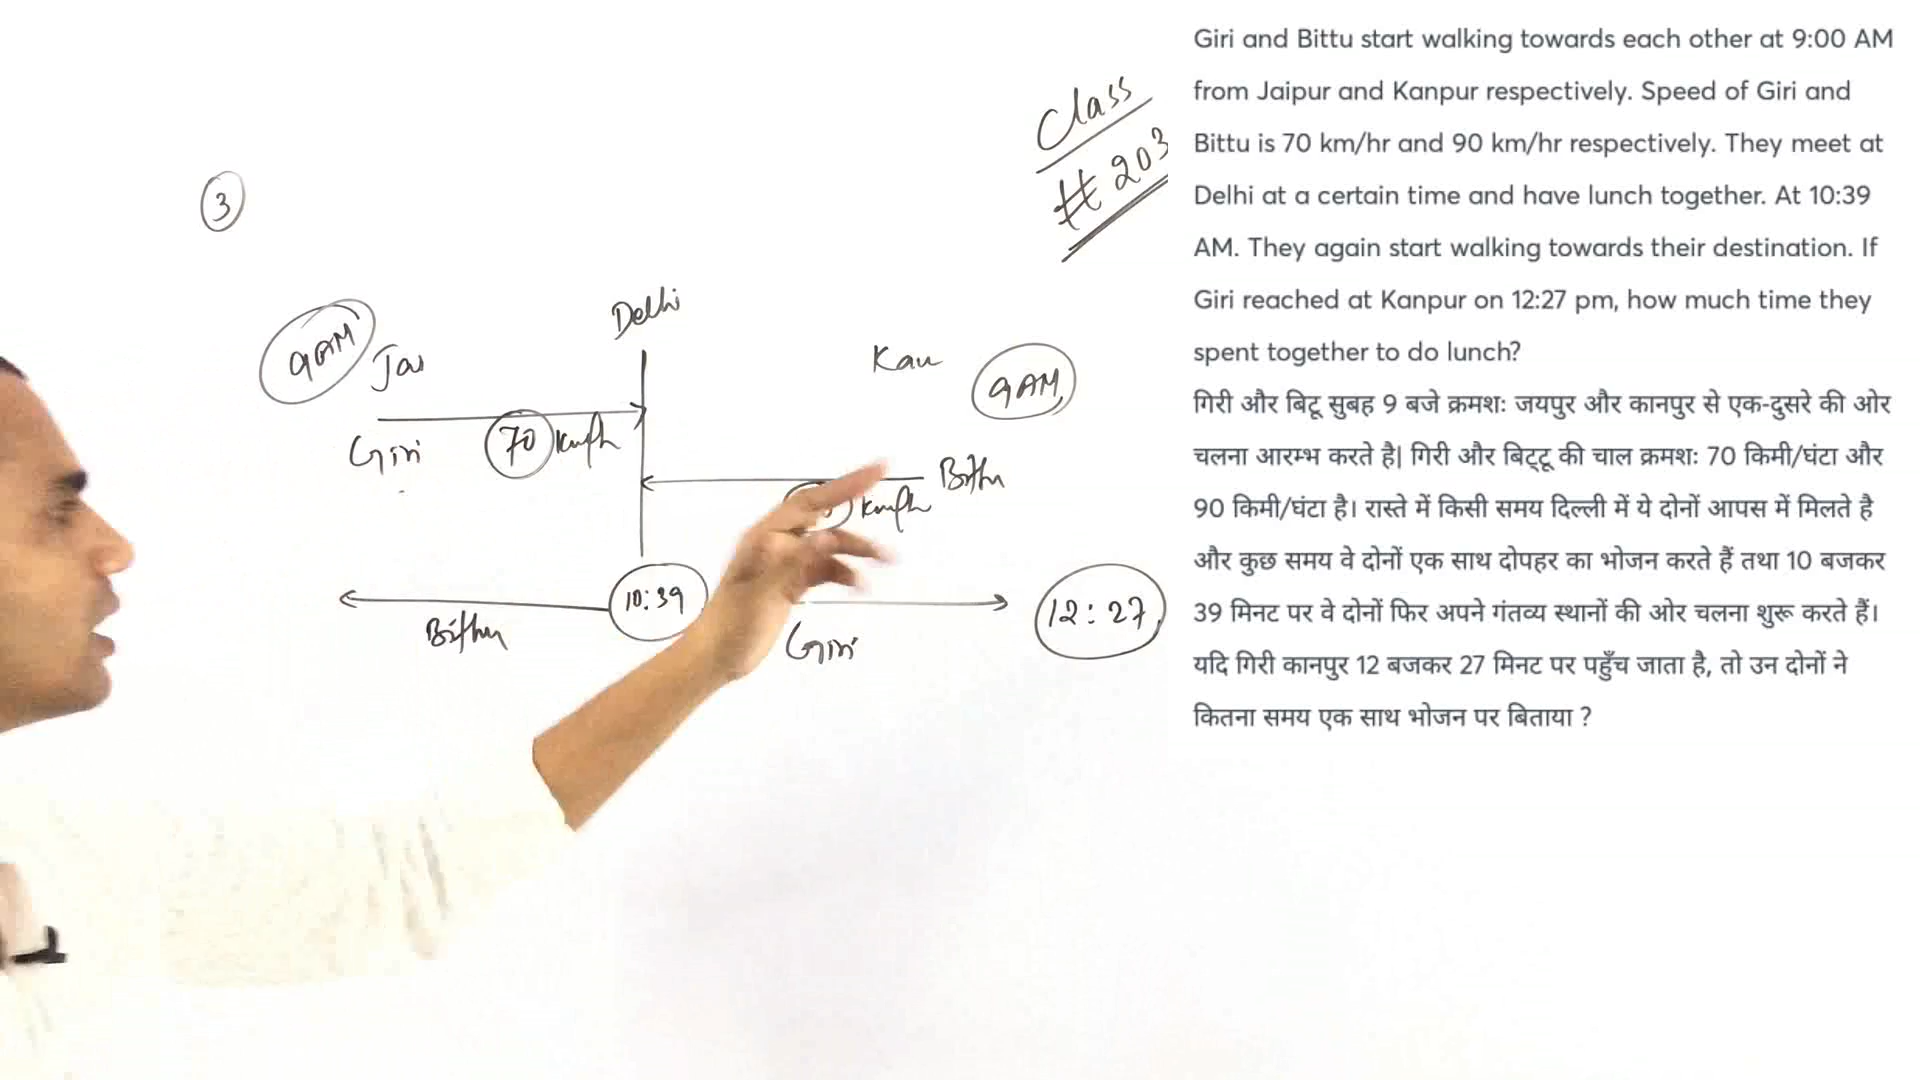 Giri and Bittu start walking towards each other at 9:00 AM
from Jaipur and Kanpur respectively. Speed of Giri and
Bittu is 70 km/hr and 90 km/hr respectively. They meet at
Delhi at a certain time and have lunch together. At 10:39
AM. They again start walking towards their destination. If
Giri reached at Kanpur on 12:27 pm, how much time they
spent together to do lunch?
गिरी और बिटू सुबह 9 बजे क्रमशः जयपुर और कानपुर से एक-दुसरे की ओर
चलना आरम्भ करते है| गिरी और बिट्टू की चाल क्रमशः 70 किमी/घंटा और
90 किमी/घंटा है। रास्ते में किसी समय दिल्ली में ये दोनों आपस में मिलते है
और कुछ समय वे दोनों एक साथ दोपहर का भोजन करते हैं तथा 10 बजकर
39 मिनट पर वे दोनों फिर अपने गंतव्य स्थानों की ओर चलना शुरू करते हैं।
यदि गिरी कानपुर 12 बजकर 27 मिनट पर पहुँच जाता है, तो उन दोनों ने
कितना समय एक साथ भोजन पर बिताया ?
Class
# 203
3
Delhi
9AM
Kan
9AM
Giri
70 kmph
kmph
10:39
12:27
Giri